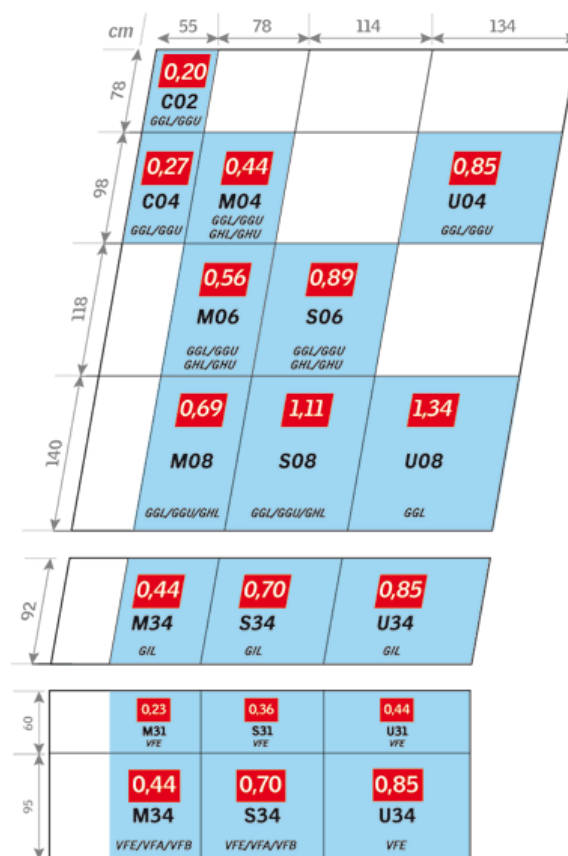 cm 55 78 114 134
78
0,20
C02
GGL/GGU
98
0,27 0,44 0,85
C04 M04 U04
GGL/GGU GGL/GGU GGL/GGU
GHL/GHU
118
0,56 0,89
M06 S06
GGL/GGU GGL/GGU
GHL/GHU GHL/GHU
140
0,69 1,11 1,34
M08 S08 U08
GGL/GGU/GHL GGL/GGU/GHL GGL
92
0,44 0,70 0,85
M34 S34 U34
GIL GIL GIL
60
0,23 0,36 0,44
M31 S31 U31
VFE VFE VFE
95
0,44 0,70 0,85
M34 S34 U34
VFE/VFA/VFB VFE/VFA/VFB VFE